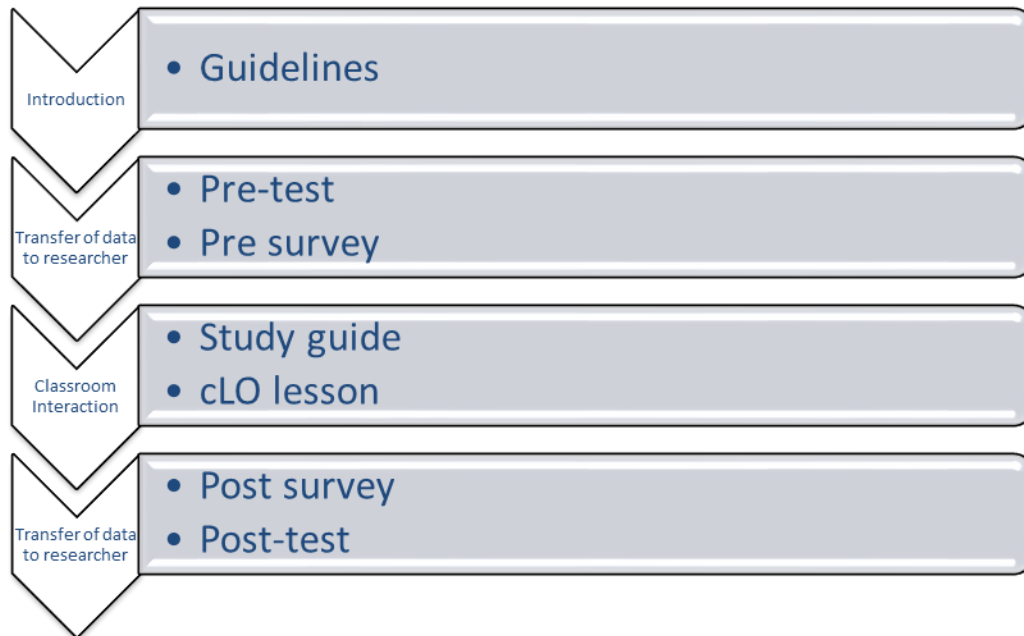 Introduction
• Guidelines
Transfer of data
to researcher
• Pre-test
• Pre survey
Classroom
Interaction
• Study guide
• cLO lesson
Transfer of data
to researcher
• Post survey
• Post-test